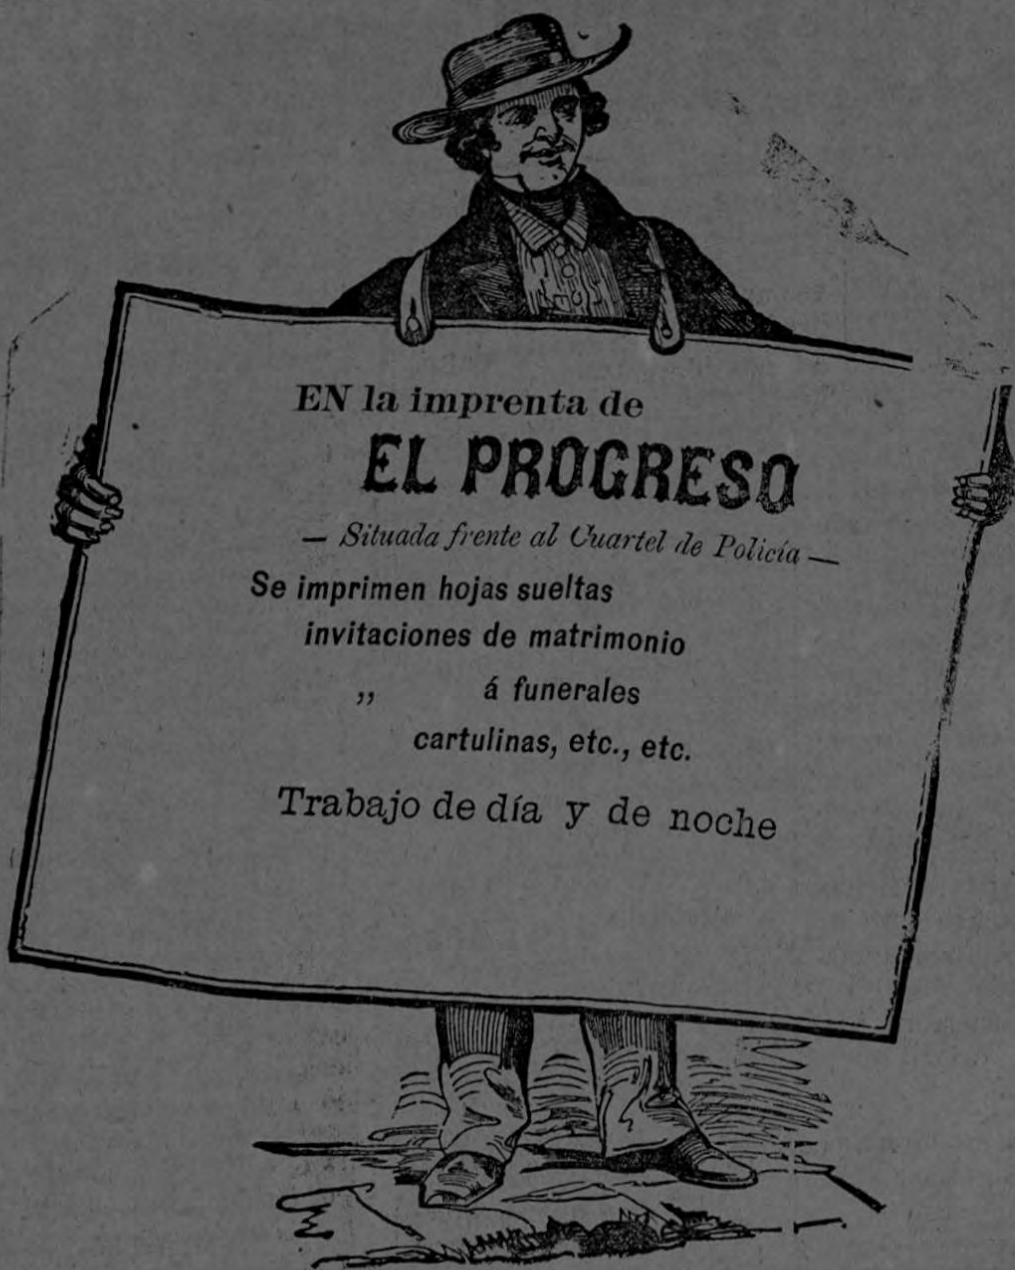 EN la imprenta de
EL PROGRESO
— Situada frente al Cuartel de Policía —
Se imprimen hojas sueltas
invitaciones de matrimonio
„ á funerales
cartulinas, etc., etc.
Trabajo de día y de noche